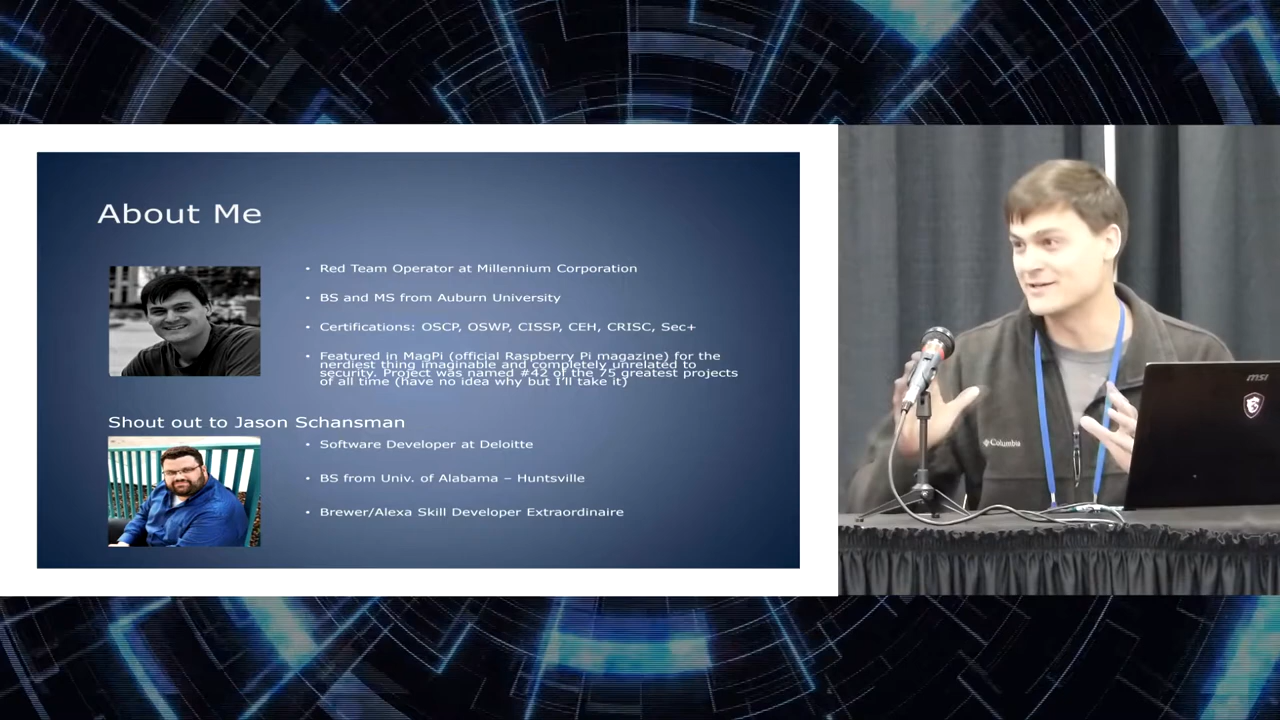 About Me
• Red Team Operator at Millennium Corporation
• BS and MS from Auburn University
• Certifications: OSCP, OSWP, CISSP, CEH, CRISC, Sec+
• Featured in MagPi (official Raspberry Pi magazine) for the
nerdiest thing imaginable and completely unrelated to
security. Project was named #42 of the 75 greatest projects
of all time (have no idea why but I'll take it)
Shout out to Jason Schansman
• Software Developer at Deloitte
• BS from Univ. of Alabama – Huntsville
• Brewer/Alexa Skill Developer Extraordinaire
Columbia
msi